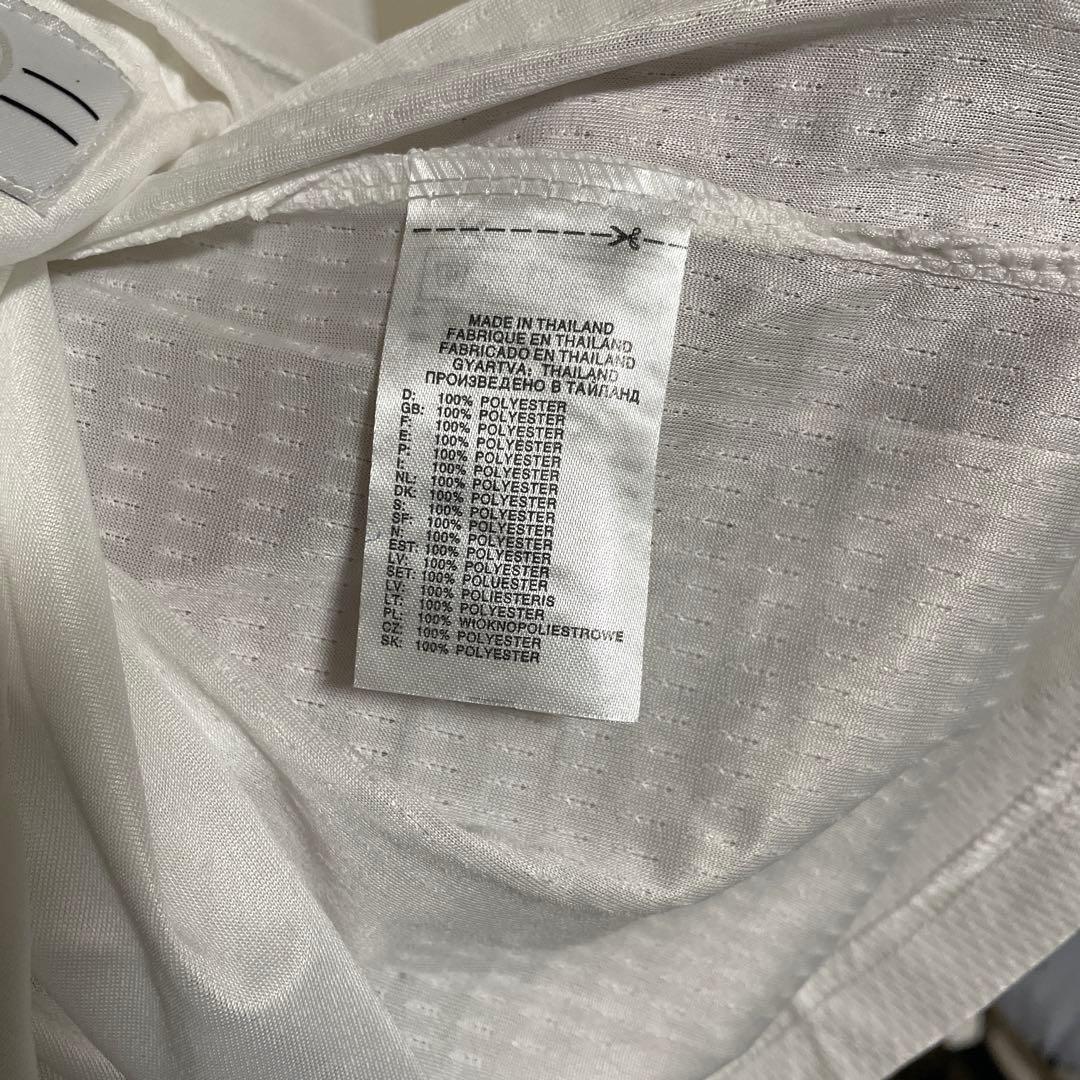 MADE IN THAILAND
FABRIQUE EN THAILAND
FABRICADO EN THAILAND
GYARTVA: THAILAND
ПРОИЗВЕДЕНО В ТАЙЛАНД
D: 100% POLYESTER
GB: 100% POLYESTER
F: 100% POLYESTER
E: 100% POLYESTER
P: 100% POLYESTER
I: 100% POLYESTER
NL: 100% POLYESTER
DK: 100% POLYESTER
S: 100% POLYESTER
SF: 100% POLYESTER
N: 100% POLYESTER
EST: 100% POLYESTER
LV: 100% POLYESTER
SET: 100% POLUESTER
LV: 100% POLIESTERIS
LT: 100% POLYESTER
PL: 100% WIOKNOPOLIESTROWE
CZ: 100% POLYESTER
SK: 100% POLYESTER